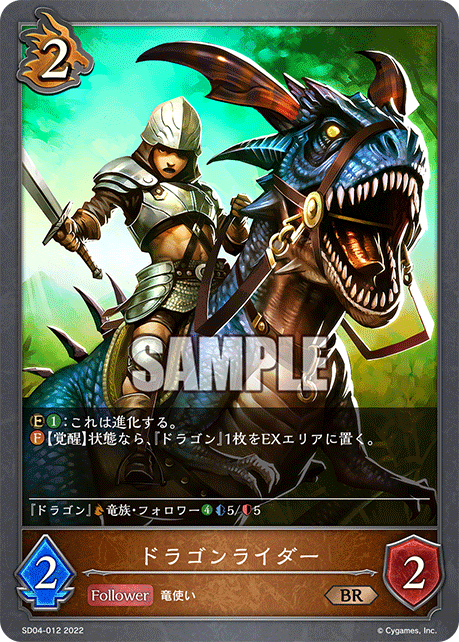 2
SAMPLE
E 1：これは進化する。
F【覚醒】状態なら、『ドラゴン』1枚をEXエリアに置く。
『ドラゴン』竜族・フォロワー 4 5/5
ドラゴンライダー
2
Follower 竜使い
BR
2
SD04-012 2022
© Cygames, Inc.